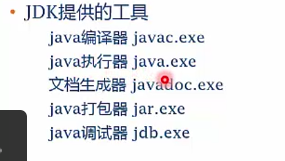 • JDK提供的工具
java编译器 javac.exe
java执行器 java.exe
文档生成器 javadoc.exe
java打包器 jar.exe
java调试器 jdb.exe